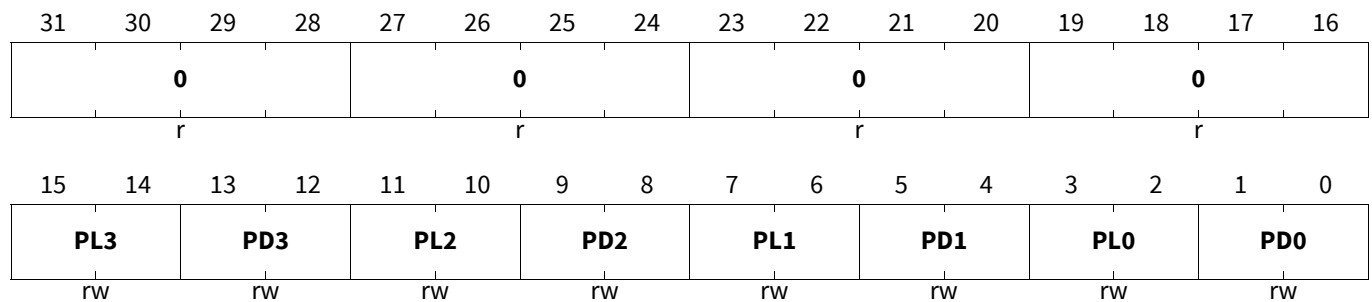 31 30 29 28 27 26 25 24 23 22 21 20 19 18 17 16
0 0 0 0
r r r r
15 14 13 12 11 10 9 8 7 6 5 4 3 2 1 0
PL3 PD3 PL2 PD2 PL1 PD1 PL0 PD0
rw rw rw rw rw rw rw rw